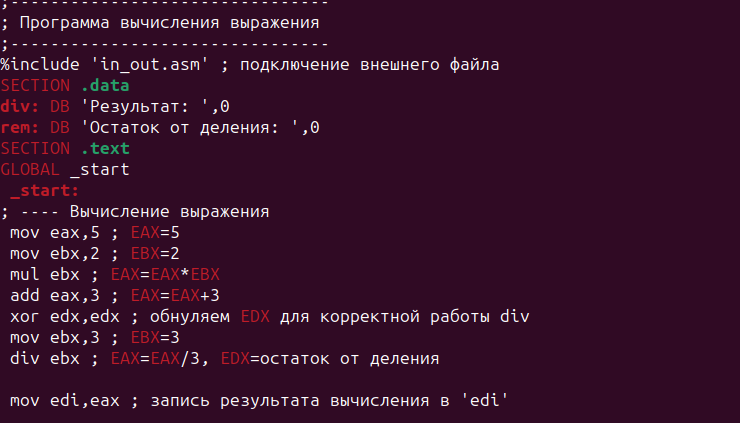 ;--------------------------------
; Программа вычисления выражения
;--------------------------------
%include 'in_out.asm' ; подключение внешнего файла
SECTION .data
div: DB 'Результат: ',0
rem: DB 'Остаток от деления: ',0
SECTION .text
GLOBAL _start
_start:
; ---- Вычисление выражения
mov eax,5 ; EAX=5
mov ebx,2 ; EBX=2
mul ebx ; EAX=EAX*EBX
add eax,3 ; EAX=EAX+3
xor edx,edx ; обнуляем EDX для корректной работы div
mov ebx,3 ; EBX=3
div ebx ; EAX=EAX/3, EDX=остаток от деления
mov edi,eax ; запись результата вычисления в 'edi'